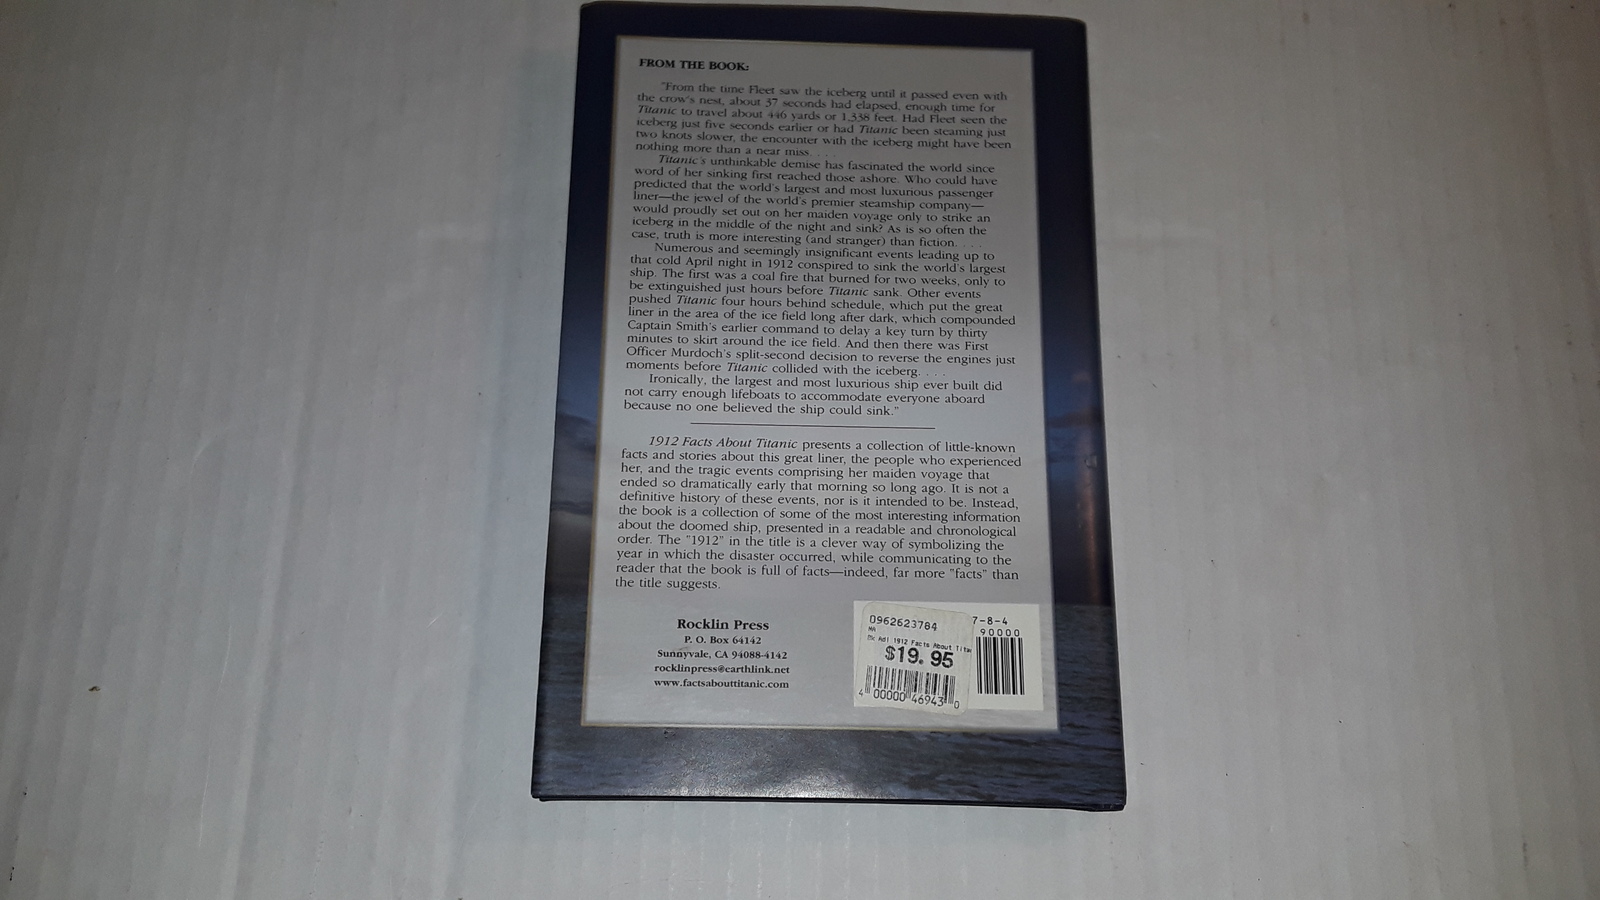 FROM THE BOOK:
"From the time Fleet saw the iceberg until it passed even with
the crow's nest, about 37 seconds had elapsed, enough time for
Titanic to travel about 446 yards or 1,338 feet. Had Fleet seen the
iceberg just five seconds earlier or had Titanic been steaming just
two knots slower, the encounter with the iceberg might have been
nothing more than a near miss. . . .
Titanic's unthinkable demise has fascinated the world since
word of her sinking first reached those ashore. Who could have
predicted that the world's largest and most luxurious passenger
liner—the jewel of the world's premier steamship company—
would proudly set out on her maiden voyage only to strike an
iceberg in the middle of the night and sink? As is so often the
case, truth is more interesting (and stranger) than fiction. . . .
Numerous and seemingly insignificant events leading up to
that cold April night in 1912 conspired to sink the world's largest
ship. The first was a coal fire that burned for two weeks, only to
be extinguished just hours before Titanic sank. Other events
pushed Titanic four hours behind schedule, which put the great
liner in the area of the ice field long after dark, which compounded
Captain Smith's earlier command to delay a key turn by thirty
minutes to skirt around the ice field. And then there was First
Officer Murdoch's split-second decision to reverse the engines just
moments before Titanic collided with the iceberg. . . .
Ironically, the largest and most luxurious ship ever built did
not carry enough lifeboats to accommodate everyone aboard
because no one believed the ship could sink."
1912 Facts About Titanic presents a collection of little-known
facts and stories about this great liner, the people who experienced
her, and the tragic events comprising her maiden voyage that
ended so dramatically early that morning so long ago. It is not a
definitive history of these events, nor is it intended to be. Instead,
the book is a collection of some of the most interesting information
about the doomed ship, presented in a readable and chronological
order. The "1912" in the title is a clever way of symbolizing the
year in which the disaster occurred, while communicating to the
reader that the book is full of facts—indeed, far more "facts" than
the title suggests.
Rocklin Press
P. O. Box 64142
Sunnyvale, CA 94088-4142
rocklinpress@earthlink.net
www.factsabouttitanic.com
0962623784
1912 Facts About Tita
$19.95
4 00000 46943 0
7-8-4
90000